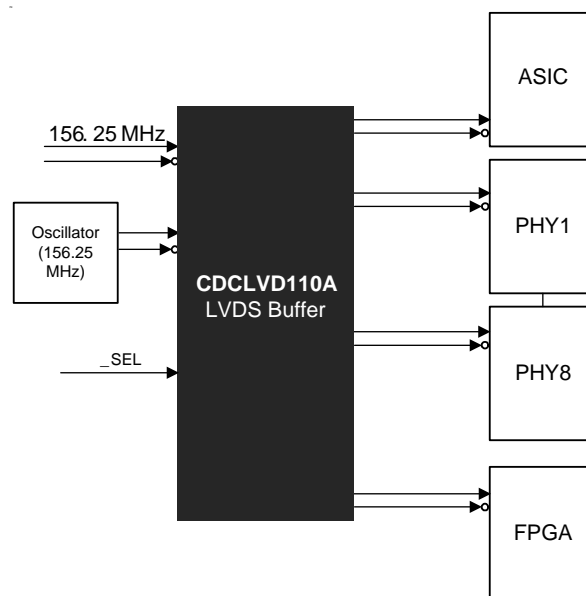 ASIC
156. 25 MHz
PHY1
Oscillator
(156.25
MHz)
CDCLVD110A
LVDS Buffer
_SEL
PHY8
FPGA